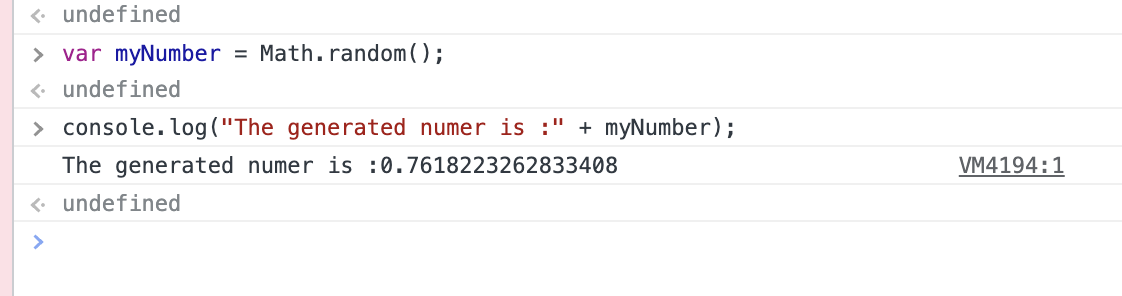 undefined
var myNumber = Math.random();
undefined
console.log("The generated numer is :" + myNumber);
The generated numer is :0.7618223262833408 VM4194:1
undefined